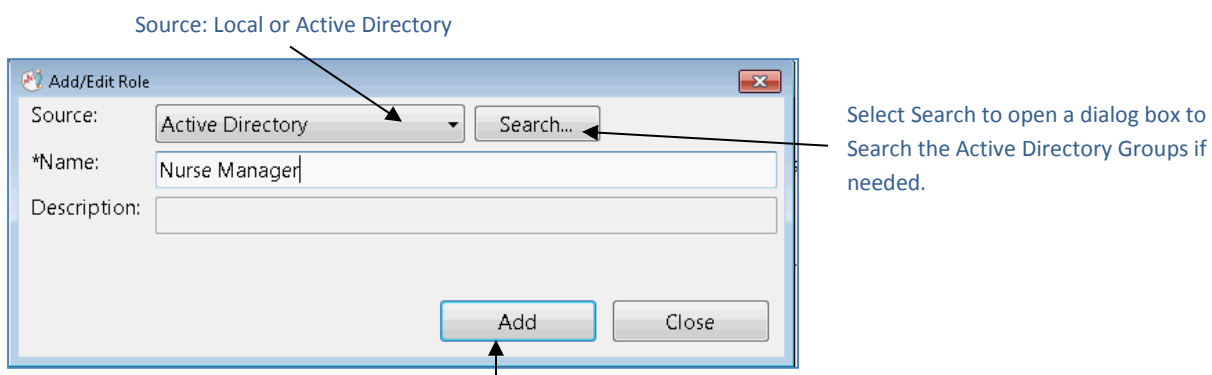 Source: Local or Active Directory
Add/Edit Role
Source:
Active Directory
Search...
*Name:
Nurse Manager
Description:
Add
Close
Select Search to open a dialog box to
Search the Active Directory Groups if
needed.